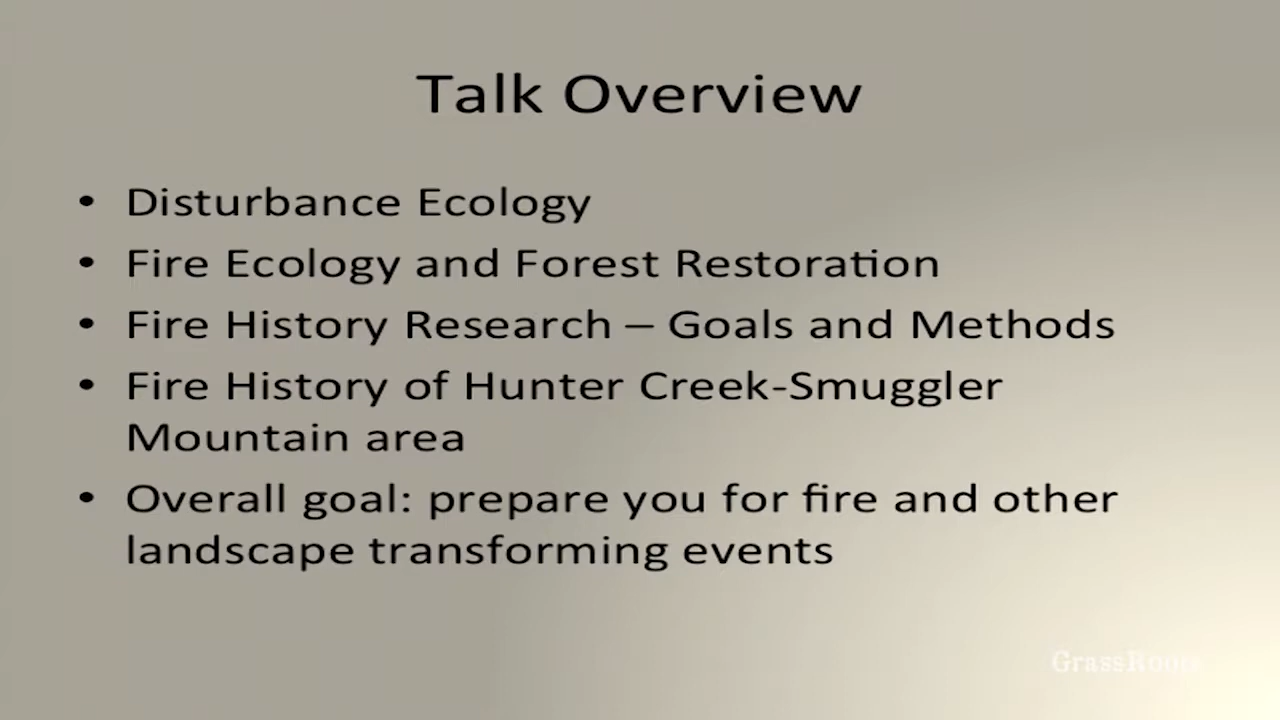 Talk Overview
• Disturbance Ecology
• Fire Ecology and Forest Restoration
• Fire History Research – Goals and Methods
• Fire History of Hunter Creek-Smuggler
Mountain area
• Overall goal: prepare you for fire and other
landscape transforming events